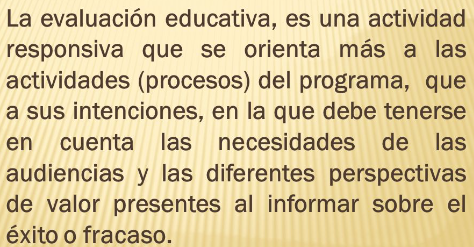 La evaluación educativa, es una actividad
responsiva que se orienta más a las
actividades (procesos) del programa, que
a sus intenciones, en la que debe tenerse
en cuenta las necesidades de las
audiencias y las diferentes perspectivas
de valor presentes al informar sobre el
éxito o fracaso.